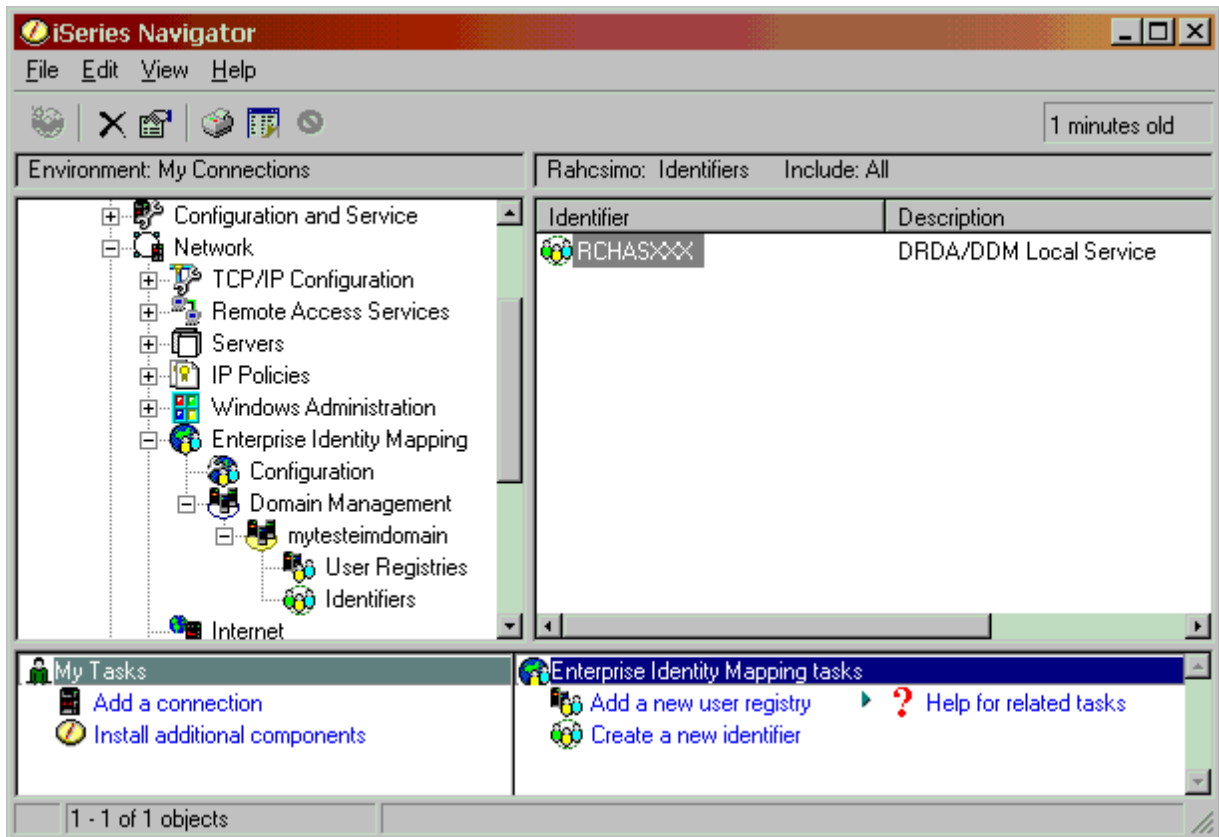 iSeries Navigator
File Edit View Help
1 minutes old
Environment: My Connections
Rahcsimo: Identifiers Include: All
Configuration and Service
Network
TCP/IP Configuration
Remote Access Services
Servers
IP Policies
Windows Administration
Enterprise Identity Mapping
Configuration
Domain Management
mytesteimdomain
User Registries
Identifiers
Internet
Identifier Description
RCHASXXX DRDA/DDM Local Service
My Tasks
Add a connection
Install additional components
Enterprise Identity Mapping tasks
Add a new user registry
Create a new identifier
? Help for related tasks
1 - 1 of 1 objects